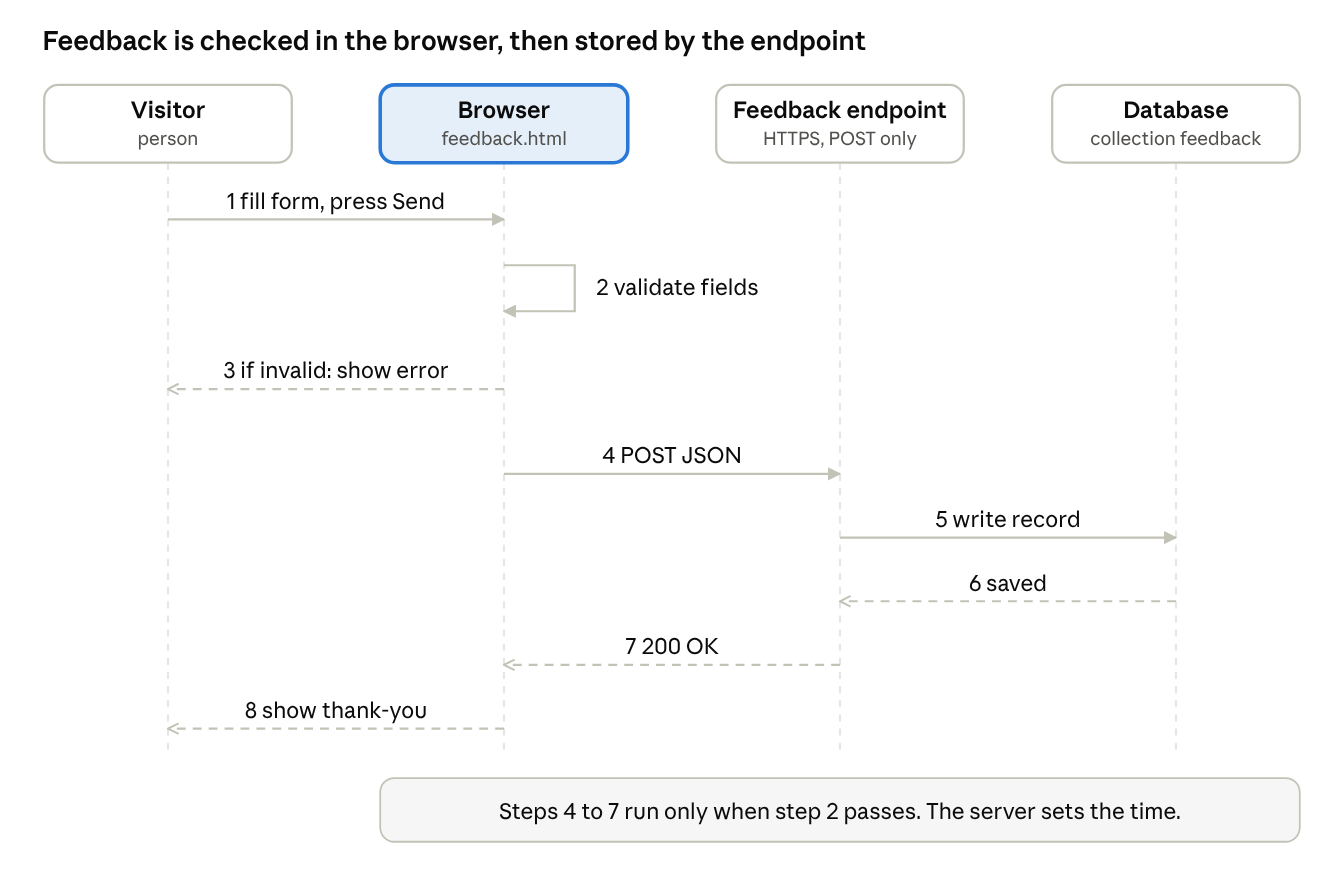 Feedback is checked in the browser, then stored by the endpoint
Visitor
person
Browser
feedback.html
Feedback endpoint
HTTPS, POST only
Database
collection feedback
1 fill form, press Send
2 validate fields
3 if invalid: show error
4 POST JSON
5 write record
6 saved
7 200 OK
8 show thank-you
Steps 4 to 7 run only when step 2 passes. The server sets the time.